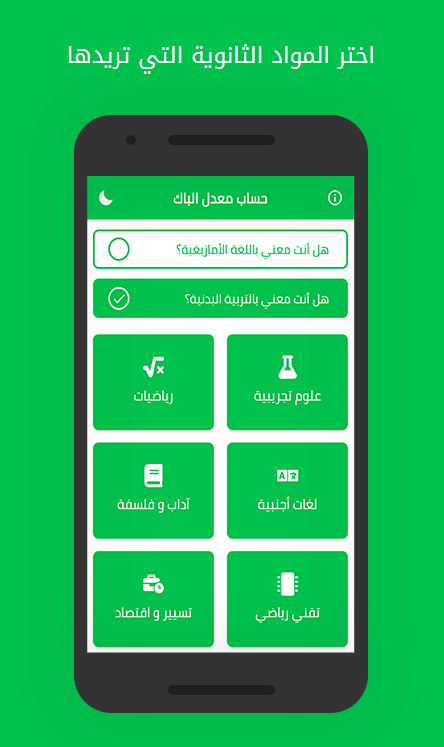 اختر المواد الثانوية التي تريدها
حساب معدل الباك
هل أنت معني باللغة الأمازيغية؟
هل أنت معني بالتربية البدنية؟
علوم تجريبية
رياضيات
لغات أجنبية
آداب و فلسفة
تقني رياضي
تسيير و اقتصاد